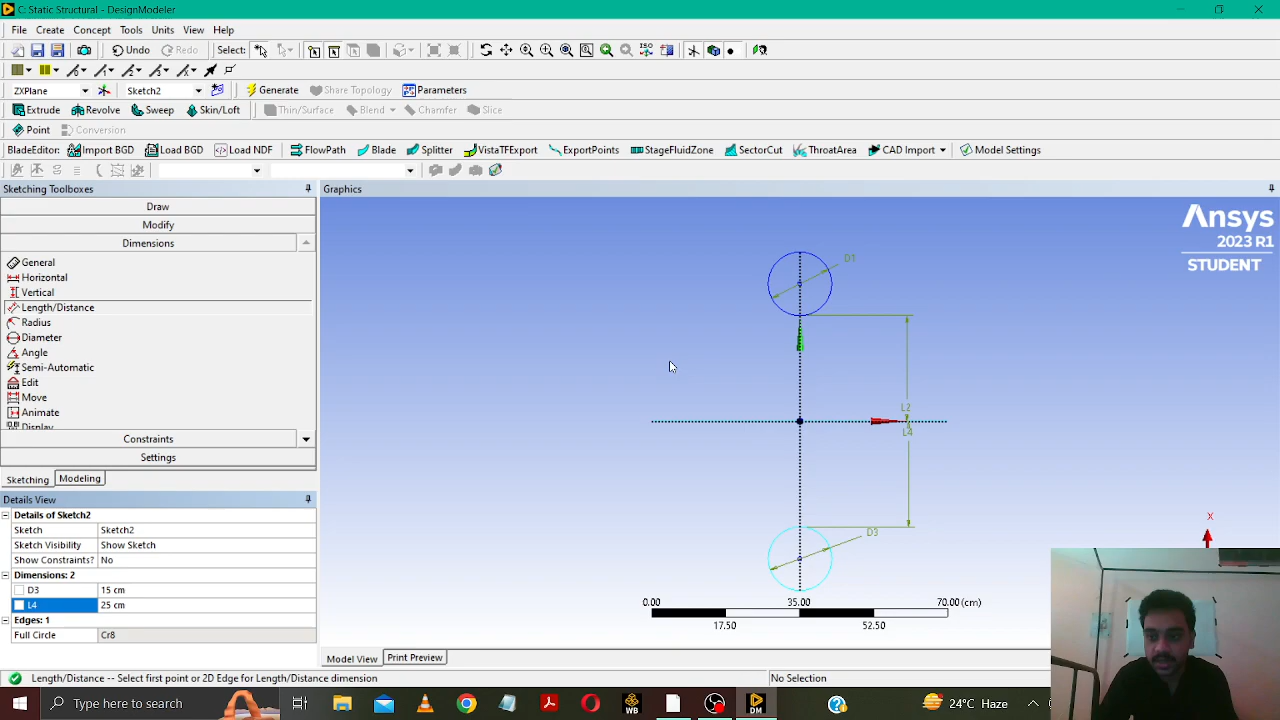 C: Static Structural - DesignModeler
File Create Concept Tools Units View Help
Undo Redo Select:
ZXPlane Sketch2 Generate Share Topology Parameters
Extrude Revolve Sweep Skin/Loft Thin/Surface Blend Chamfer Slice
Point Conversion
BladeEditor: Import BGD Load BGD Load NDF FlowPath Blade Splitter VistaTFExport ExportPoints StageFluidZone SectorCut ThroatArea CAD Import Model Settings
Sketching Toolboxes
Graphics
Draw
Modify
Dimensions
General
Horizontal
Vertical
Length/Distance
Radius
Diameter
Angle
Semi-Automatic
Edit
Move
Animate
Display
Constraints
Settings
Sketching Modeling
Details View
Details of Sketch2
Sketch Sketch2
Sketch Visibility Show Sketch
Show Constraints? No
Dimensions: 2
D3 15 cm
L4 25 cm
Edges: 1
Full Circle Cr8
Ansys
2023 R1
STUDENT
D1
L2
L4
D3
X
0.00 35.00 70.00 (cm)
17.50 52.50
Model View Print Preview
Length/Distance -- Select first point or 2D Edge for Length/Distance dimension
No Selection
Type here to search
WB
DM
24°C Haze